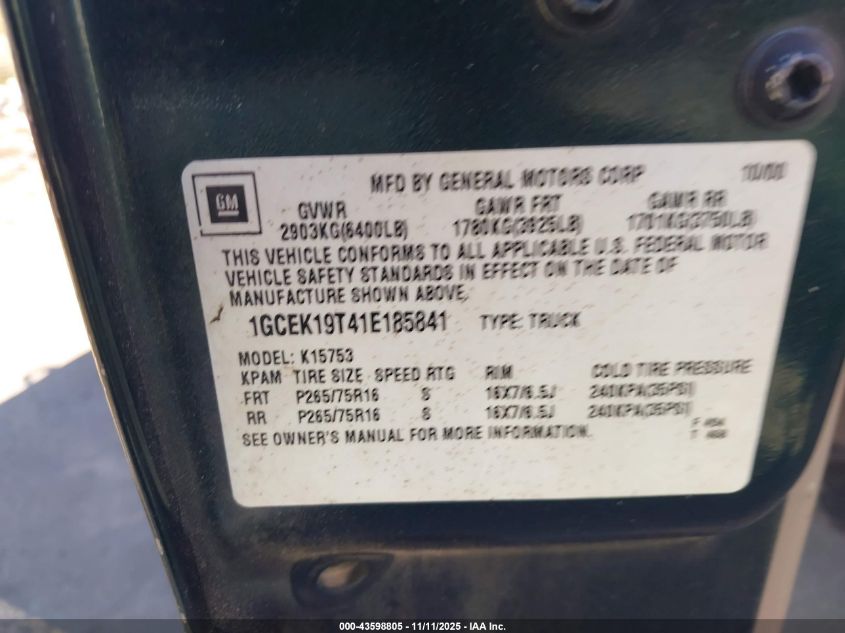 MFD BY GENERAL MOTORS CORP 10/00
GM
GVWR GAWR FRT GAWR RR
2903KG(6400LB) 1780KG(3925LB) 1701KG(3750LB)
THIS VEHICLE CONFORMS TO ALL APPLICABLE U.S. FEDERAL MOTOR
VEHICLE SAFETY STANDARDS IN EFFECT ON THE DATE OF
MANUFACTURE SHOWN ABOVE.
1GCEK19T41E185841 TYPE: TRUCK
MODEL: K15753
KPAM TIRE SIZE SPEED RTG RIM COLD TIRE PRESSURE
FRT P265/75R16 S 16X7/6.5J 240KPA(35PSI)
RR P265/75R16 S 16X7/6.5J 240KPA(35PSI)
SEE OWNER'S MANUAL FOR MORE INFORMATION.
000-43598805 - 11/11/2025 - IAA Inc.